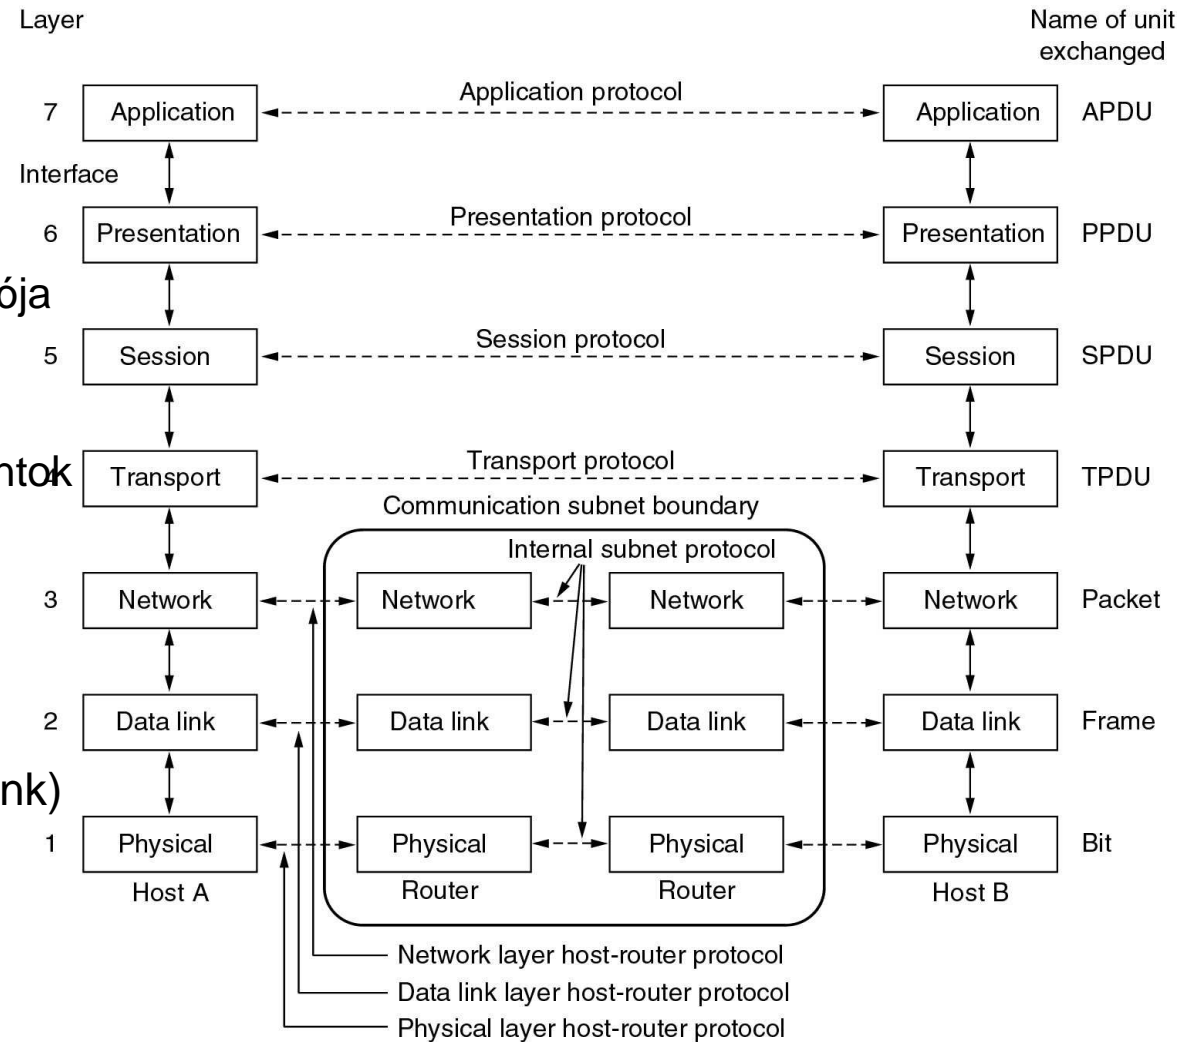 Layer
Name of unit
exchanged
Application protocol
7 Application Application APDU
Interface
Presentation protocol
6 Presentation Presentation PPDU
ója
Session protocol
5 Session Session SPDU
Transport protocol
ntok
4 Transport Transport TPDU
Communication subnet boundary
Internal subnet protocol
3 Network Network Network Network Packet
2 Data link Data link Data link Data link Frame
nk)
1 Physical Physical Physical Physical Bit
Host A Router Router Host B
Network layer host-router protocol
Data link layer host-router protocol
Physical layer host-router protocol